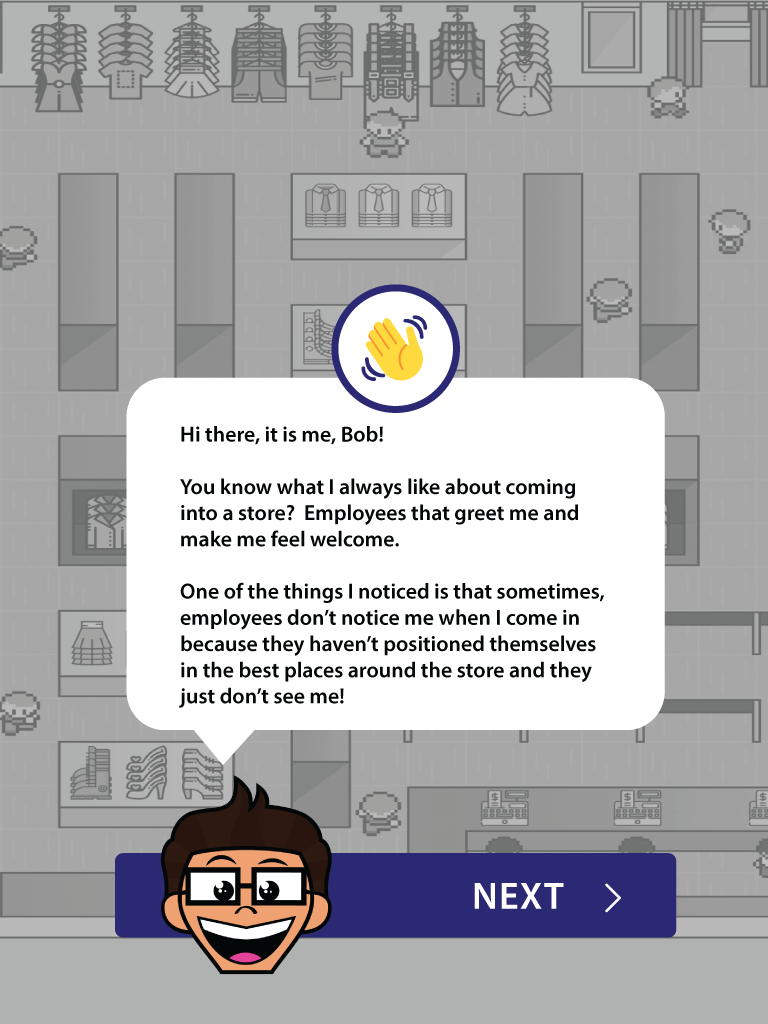 Hi there, it is me, Bob!
You know what I always like about coming
into a store?  Employees that greet me and
make me feel welcome.
One of the things I noticed is that sometimes,
employees don’t notice me when I come in
because they haven’t positioned themselves
in the best places around the store and they
just don’t see me!
NEXT